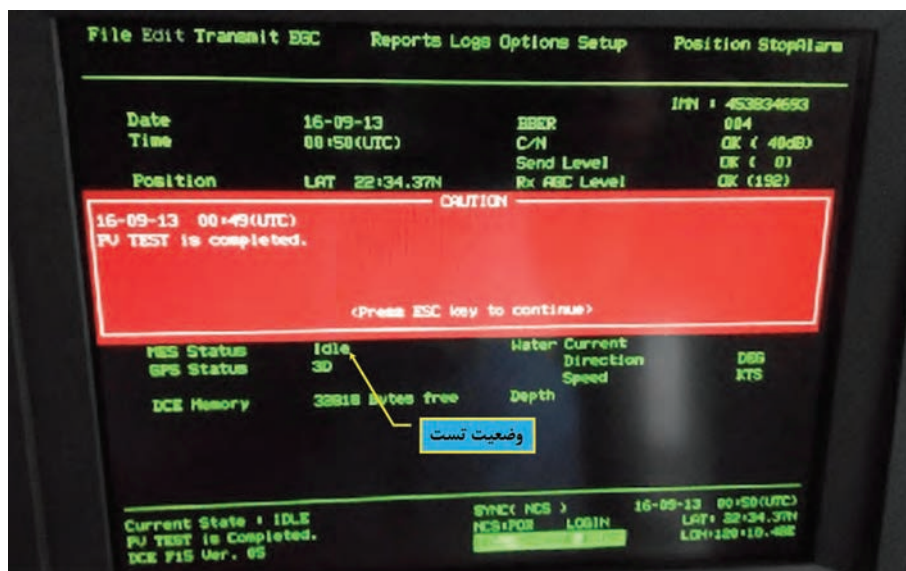 File Edit Transmit EGC Reports Logs Options Setup Position StopAlarm
IMN : 453834693
Date 16-09-13 BBER 004
Time 00:50(UTC) C/N OK ( 40dB)
Send Level OK ( 0)
Position LAT 22:34.37N Rx AGC Level OK (192)
CAUTION
16-09-13 00:49(UTC)
PV TEST is completed.
<Press ESC key to continue>
MES Status Idle Water Current
GPS Status 3D Direction DEG
Speed KTS
DCE Memory 33818 Bytes free Depth
وضعیت تست
SYNC( NCS ) 16-09-13 00:50(UTC)
Current State : IDLE NCS:POR LOGIN LAT: 22:34.37N
PV TEST is Completed. LON:120:10.48E
DCE F15 Ver. 05